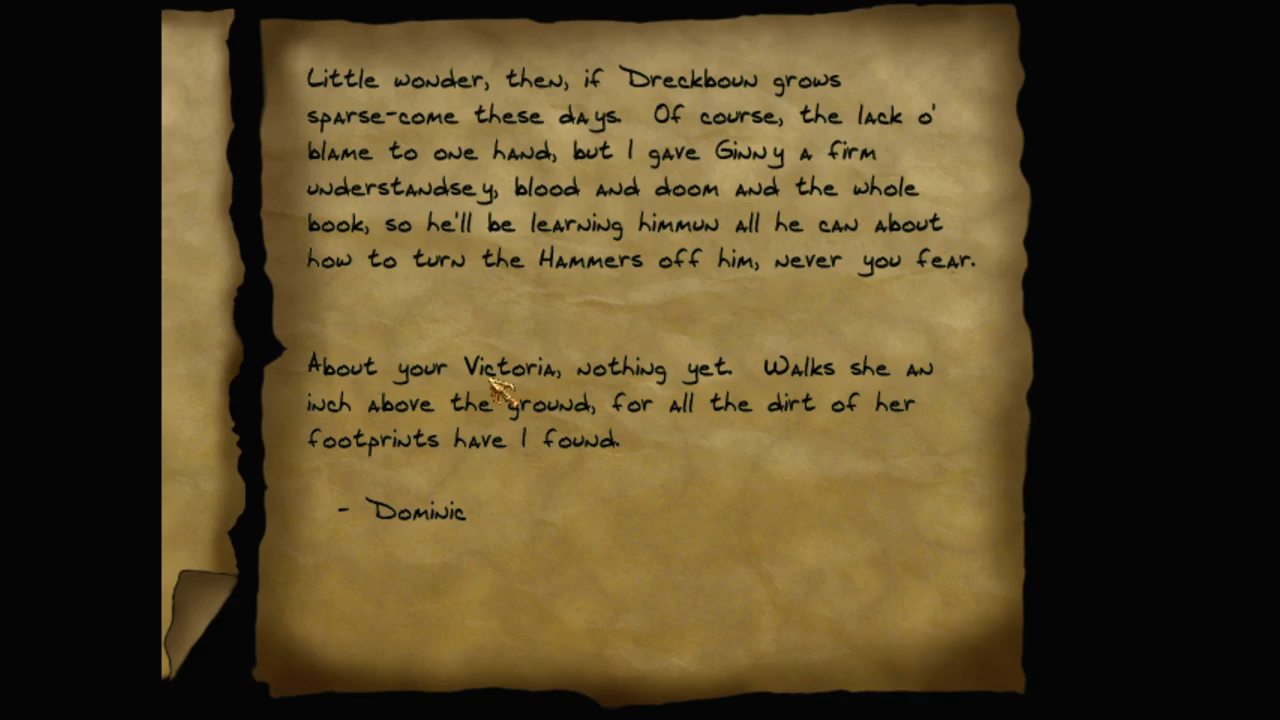 Little wonder, then, if Dreckboun grows
sparse-come these days. Of course, the lack o'
blame to one hand, but I gave Ginny a firm
understandsey, blood and doom and the whole
book, so he'll be learning himmun all he can about
how to turn the Hammers off him, never you fear.
About your Victoria, nothing yet. Walks she an
inch above the ground, for all the dirt of her
footprints have I found.
- Dominic